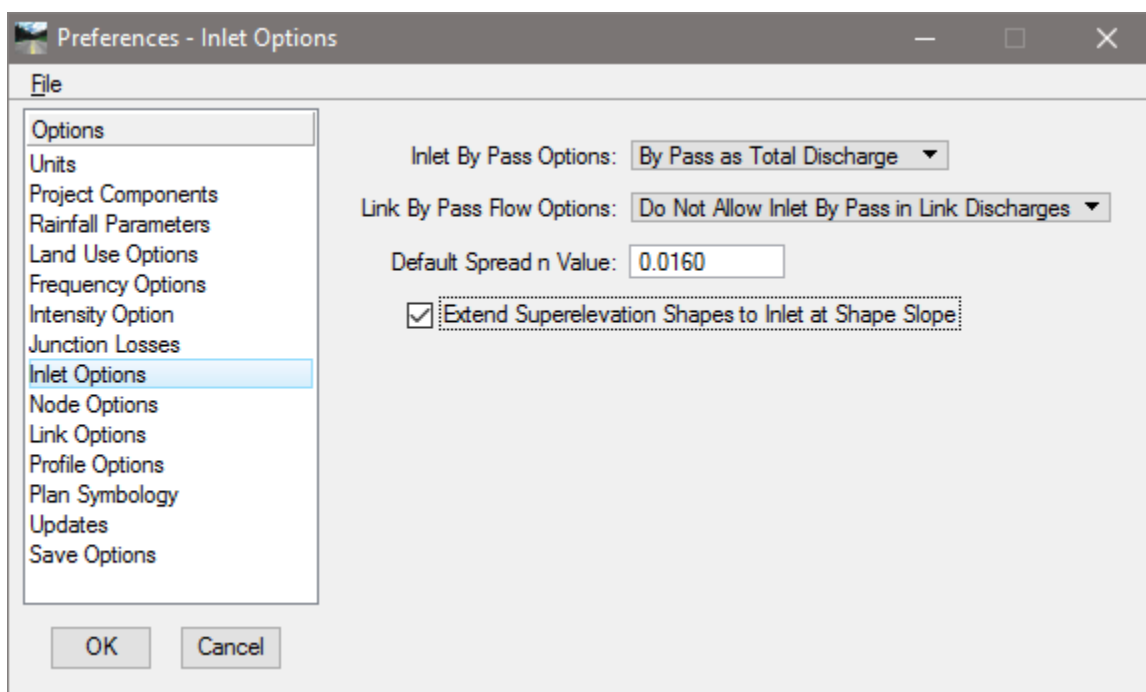 Preferences - Inlet Options
File
Options
Units
Project Components
Rainfall Parameters
Land Use Options
Frequency Options
Intensity Option
Junction Losses
Inlet Options
Node Options
Link Options
Profile Options
Plan Symbology
Updates
Save Options
Inlet By Pass Options: By Pass as Total Discharge
Link By Pass Flow Options: Do Not Allow Inlet By Pass in Link Discharges
Default Spread n Value: 0.0160
Extend Superelevation Shapes to Inlet at Shape Slope
OK Cancel